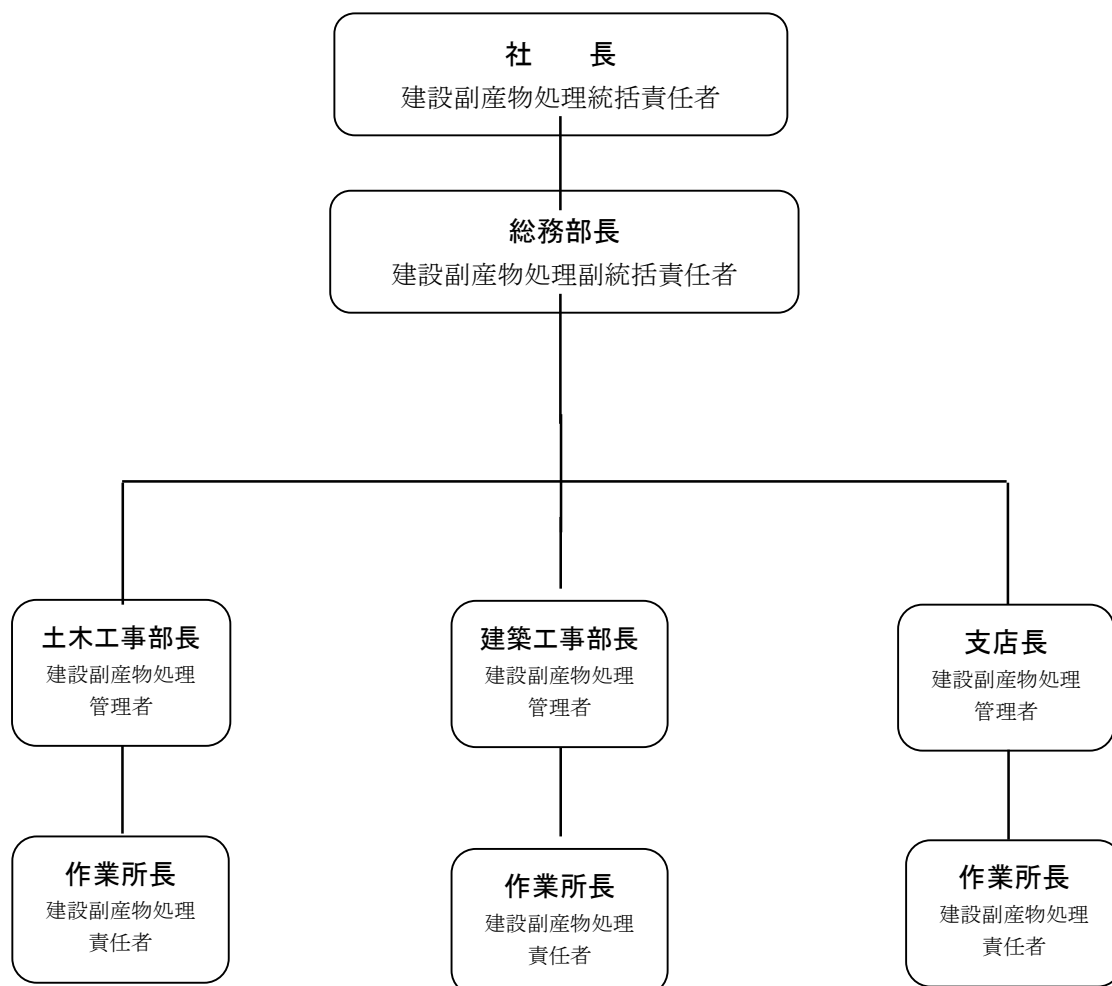 社　　長
建設副産物処理統括責任者
総務部長
建設副産物処理副統括責任者
土木工事部長
建設副産物処理
管理者
建築工事部長
建設副産物処理
管理者
支店長
建設副産物処理
管理者
作業所長
建設副産物処理
責任者
作業所長
建設副産物処理
責任者
作業所長
建設副産物処理
責任者